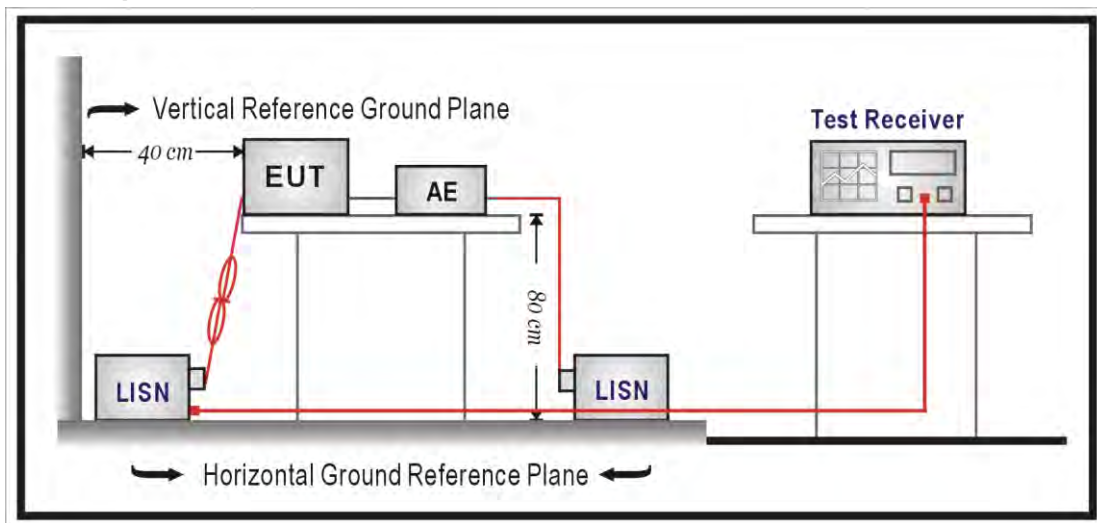 Vertical Reference Ground Plane
40 cm
EUT
AE
Test Receiver
80 cm
LISN
LISN
Horizontal Ground Reference Plane